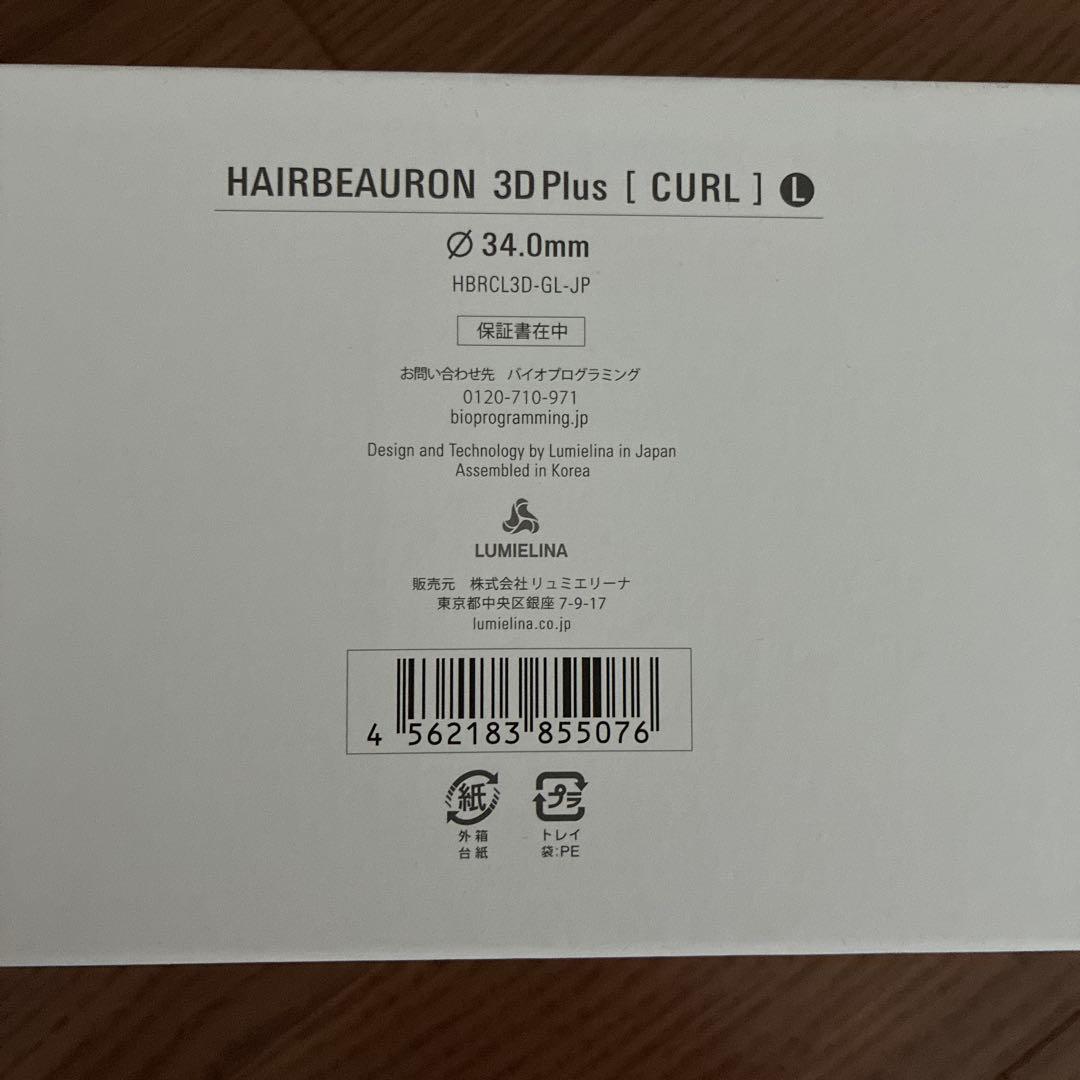 HAIRBEAURON 3D Plus [ CURL ] L
Ø 34.0mm
HBRCL3D-GL-JP
保証書在中
お問い合わせ先 バイオプログラミング
0120-710-971
bioprogramming.jp
Design and Technology by Lumielina in Japan
Assembled in Korea
LUMIELINA
販売元 株式会社リュミエリーナ
東京都中央区銀座 7-9-17
lumielina.co.jp
4 562183 855076
紙 プラ
外箱 トレイ
台紙 袋:PE